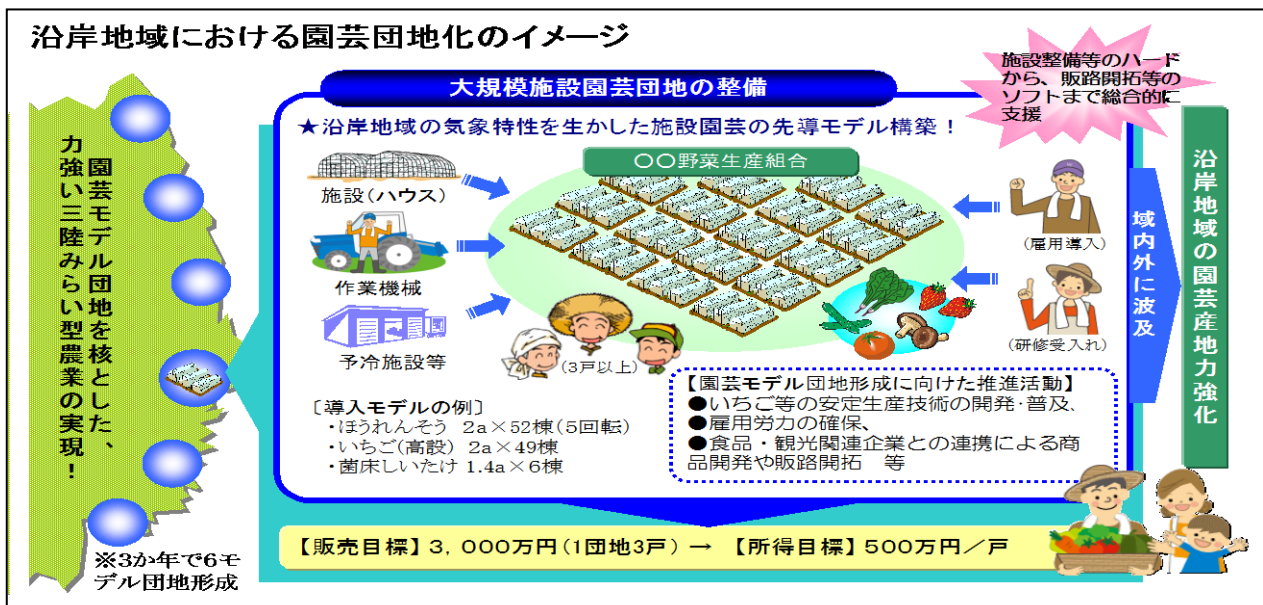 沿岸地域における園芸団地化のイメージ
園芸モデル団地を核とした、
力強い三陸みらい型農業の実現！
※3か年で6モ
デル団地形成
大規模施設園芸団地の整備
★沿岸地域の気象特性を生かした施設園芸の先導モデル構築！
施設整備等のハード
から、販路開拓等の
ソフトまで総合的に
支援
○○野菜生産組合
施設(ハウス)
作業機械
予冷施設等
(3戸以上)
(雇用導入)
(研修受入れ)
〔導入モデルの例〕
・ほうれんそう 2a×52棟(5回転)
・いちご(高設) 2a×49棟
・菌床しいたけ 1.4a×6棟
【園芸モデル団地形成に向けた推進活動】
●いちご等の安定生産技術の開発・普及、
●雇用労力の確保、
●食品・観光関連企業との連携による商
品開発や販路開拓 等
域内外に波及
沿岸地域の園芸産地力強化
【販売目標】3，000万円(1団地3戸) → 【所得目標】500万円／戸